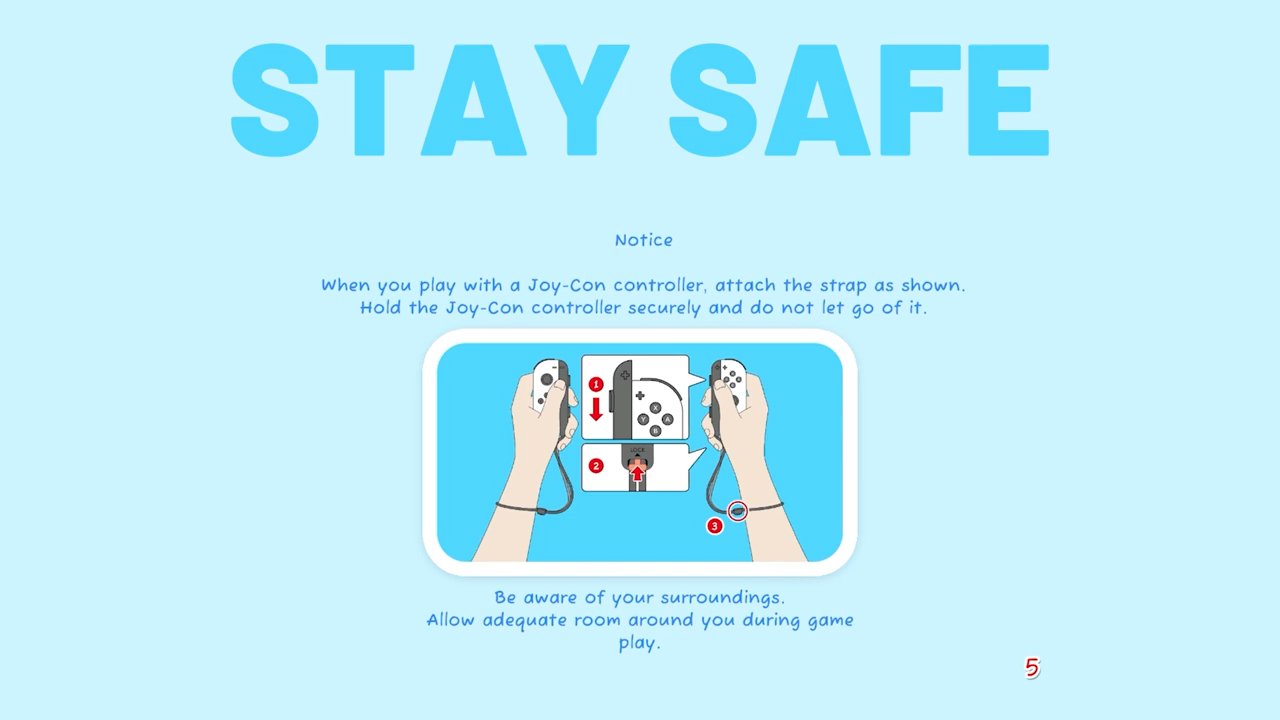 STAY SAFE
Notice
When you play with a Joy-Con controller, attach the strap as shown.
Hold the Joy-Con controller securely and do not let go of it.
1
X
Y A
B
2
LOCK
3
Be aware of your surroundings.
Allow adequate room around you during game
play.
5